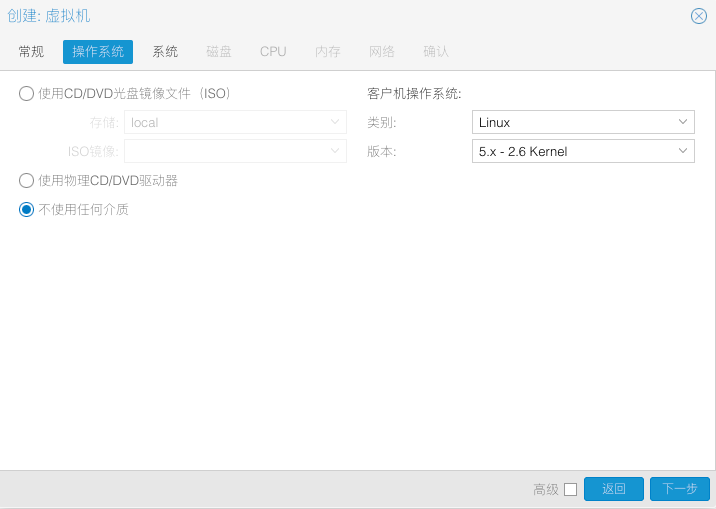 创建: 虚拟机
常规 操作系统 系统 磁盘 CPU 内存 网络 确认
使用CD/DVD光盘镜像文件（ISO） 客户机操作系统:
存储: local 类别: Linux
ISO镜像: 版本: 5.x - 2.6 Kernel
使用物理CD/DVD驱动器
不使用任何介质
高级 返回 下一步